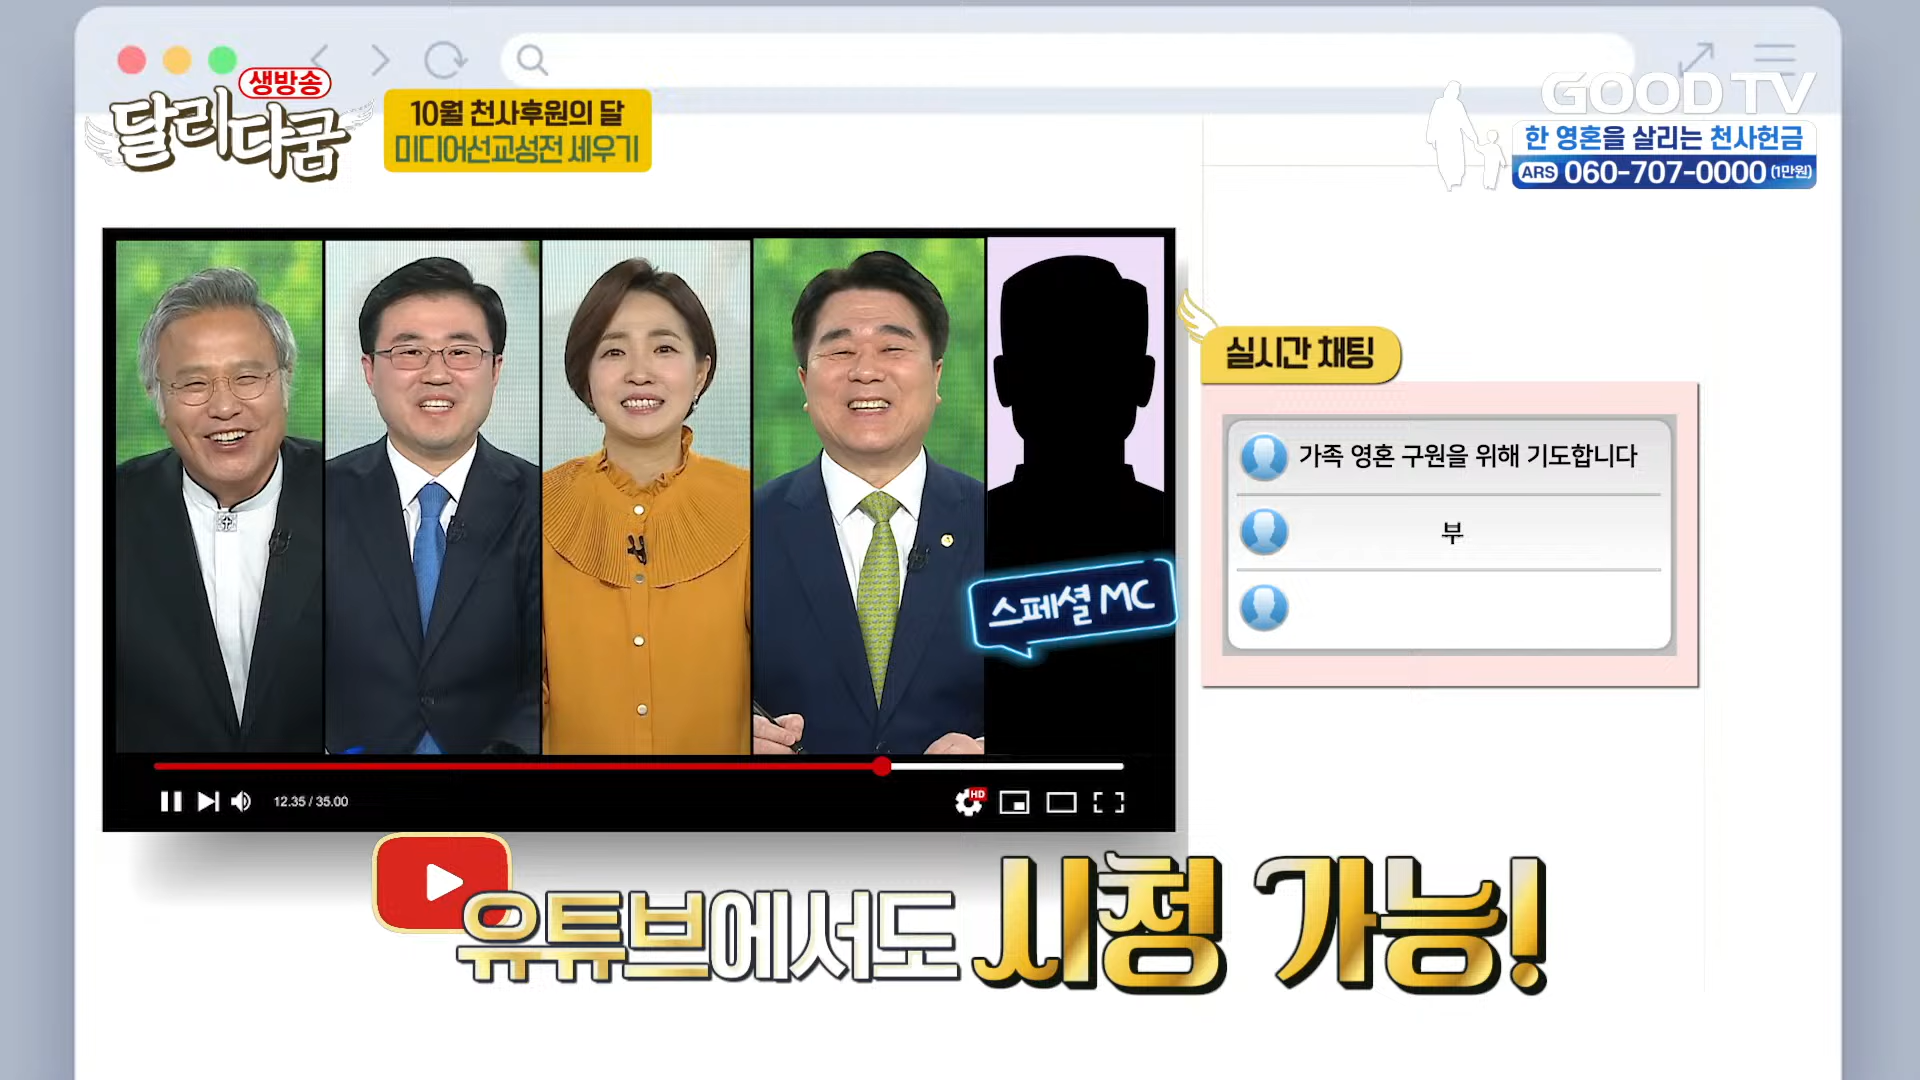 생방송
달리다굼
10월 천사후원의 달
미디어선교성전 세우기
GOODTV
한 영혼을 살리는 천사헌금
ARS 060-707-0000 (1만원)
실시간 채팅
가족 영혼 구원을 위해 기도합니다
부
스페셜 MC
12.35 / 35.00
HD
유튜브에서도 시청 가능!